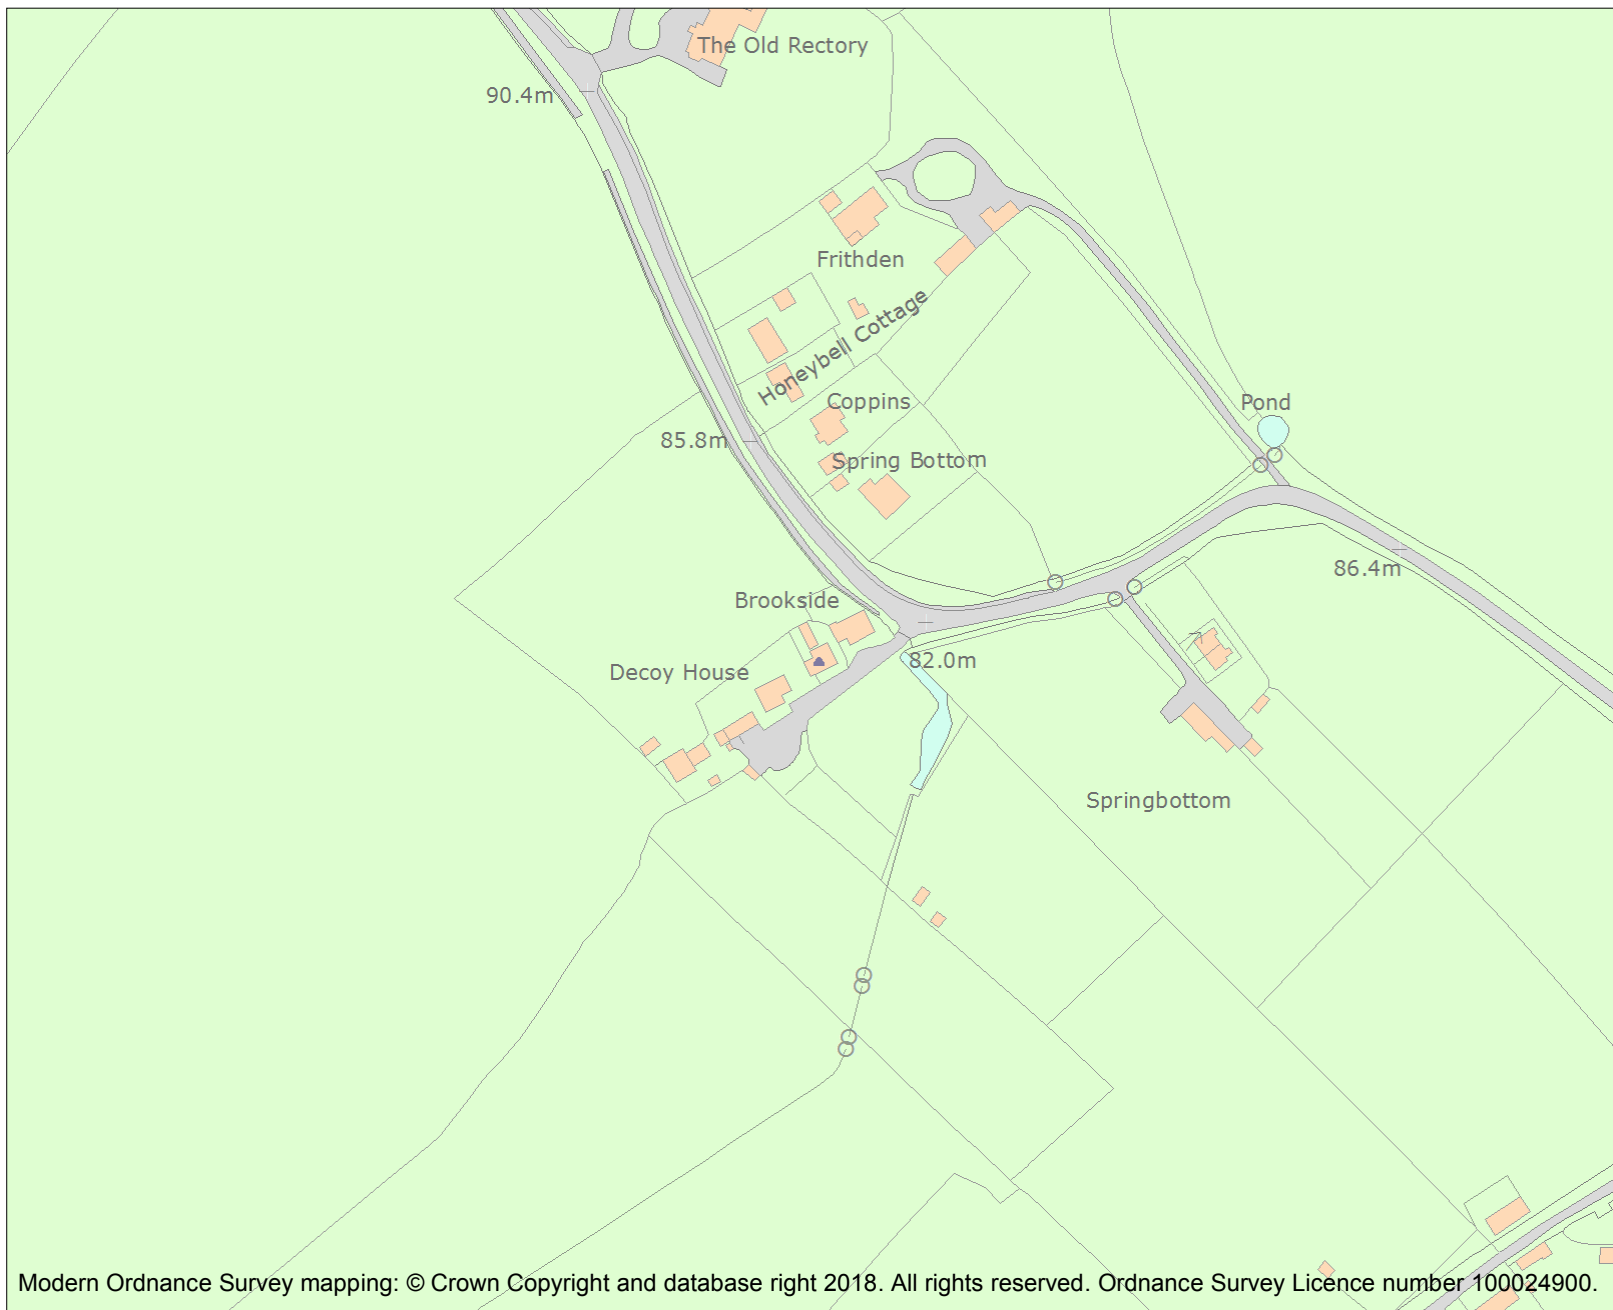 The Old Rectory
90.4m
Frithden
Honeybell Cottage
Coppins
Pond
85.8m
Spring Bottom
86.4m
Brookside
82.0m
Decoy House
Springbottom
Modern Ordnance Survey mapping: © Crown Copyright and database right 2018. All rights reserved. Ordnance Survey Licence number 100024900.